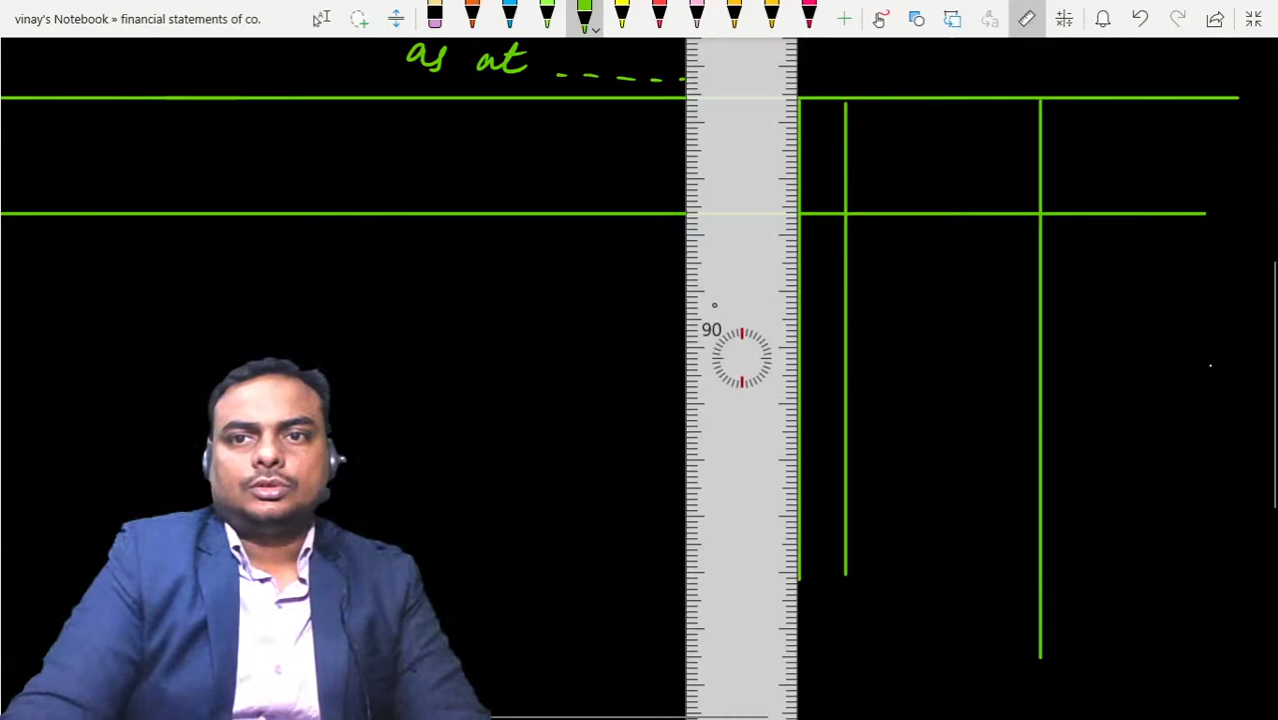 vinay's Notebook » financial statements of co.
as at -----
90